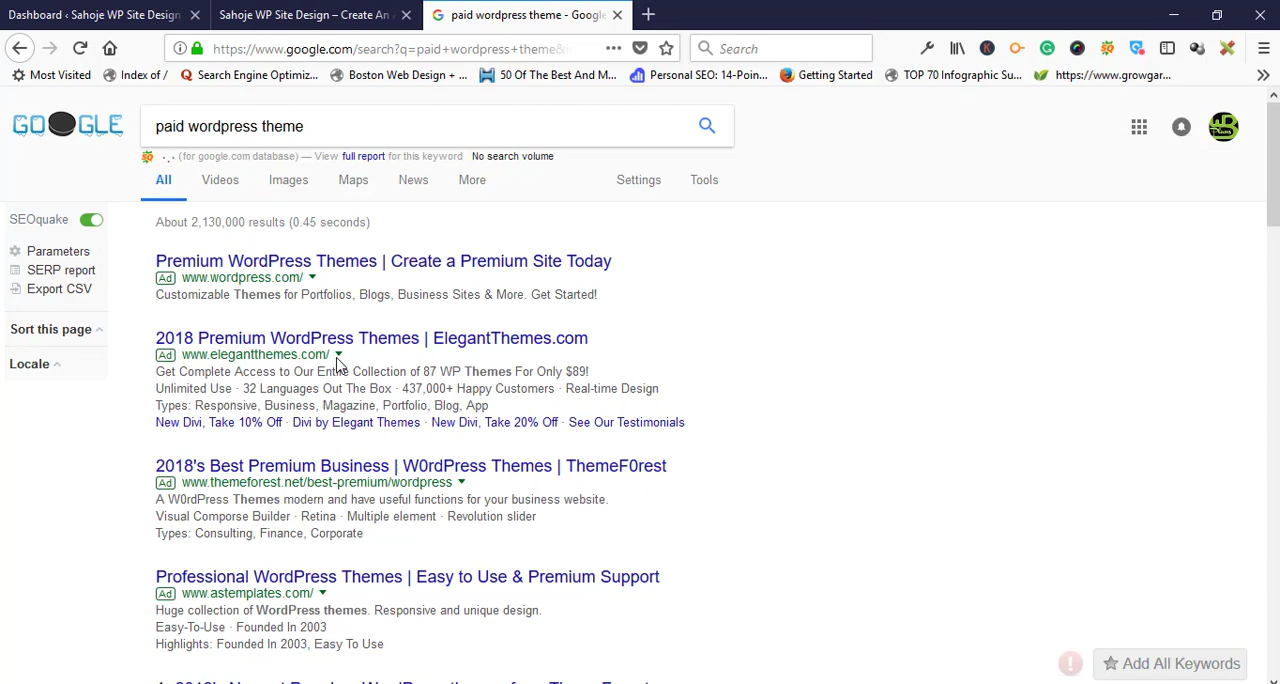 Dashboard ‹ Sahoje WP Site Design
Sahoje WP Site Design – Create An
paid wordpress theme - Google
https://www.google.com/search?q=paid+wordpress+theme&
Search
Most Visited
Index of /
Search Engine Optimiz...
Boston Web Design + ...
50 Of The Best And M...
Personal SEO: 14-Poin...
Getting Started
TOP 70 Infographic Su...
https://www.growgar...
GOOGLE
paid wordpress theme
(for google.com database) — View full report for this keyword No search volume
All Videos Images Maps News More Settings Tools
SEOquake
Parameters
SERP report
Export CSV
Sort this page
Locale
About 2,130,000 results (0.45 seconds)
Premium WordPress Themes | Create a Premium Site Today
Ad www.wordpress.com/
Customizable Themes for Portfolios, Blogs, Business Sites & More. Get Started!
2018 Premium WordPress Themes | ElegantThemes.com
Ad www.elegantthemes.com/
Get Complete Access to Our Entire Collection of 87 WP Themes For Only $89!
Unlimited Use · 32 Languages Out The Box · 437,000+ Happy Customers · Real-time Design
Types: Responsive, Business, Magazine, Portfolio, Blog, App
New Divi, Take 10% Off · Divi by Elegant Themes · New Divi, Take 20% Off · See Our Testimonials
2018's Best Premium Business | W0rdPress Themes | ThemeF0rest
Ad www.themeforest.net/best-premium/wordpress
A W0rdPress Themes modern and have useful functions for your business website.
Visual Comporse Builder · Retina · Multiple element · Revolution slider
Types: Consulting, Finance, Corporate
Professional WordPress Themes | Easy to Use & Premium Support
Ad www.astemplates.com/
Huge collection of WordPress themes. Responsive and unique design.
Easy-To-Use · Founded In 2003
Highlights: Founded In 2003, Easy To Use
Add All Keywords